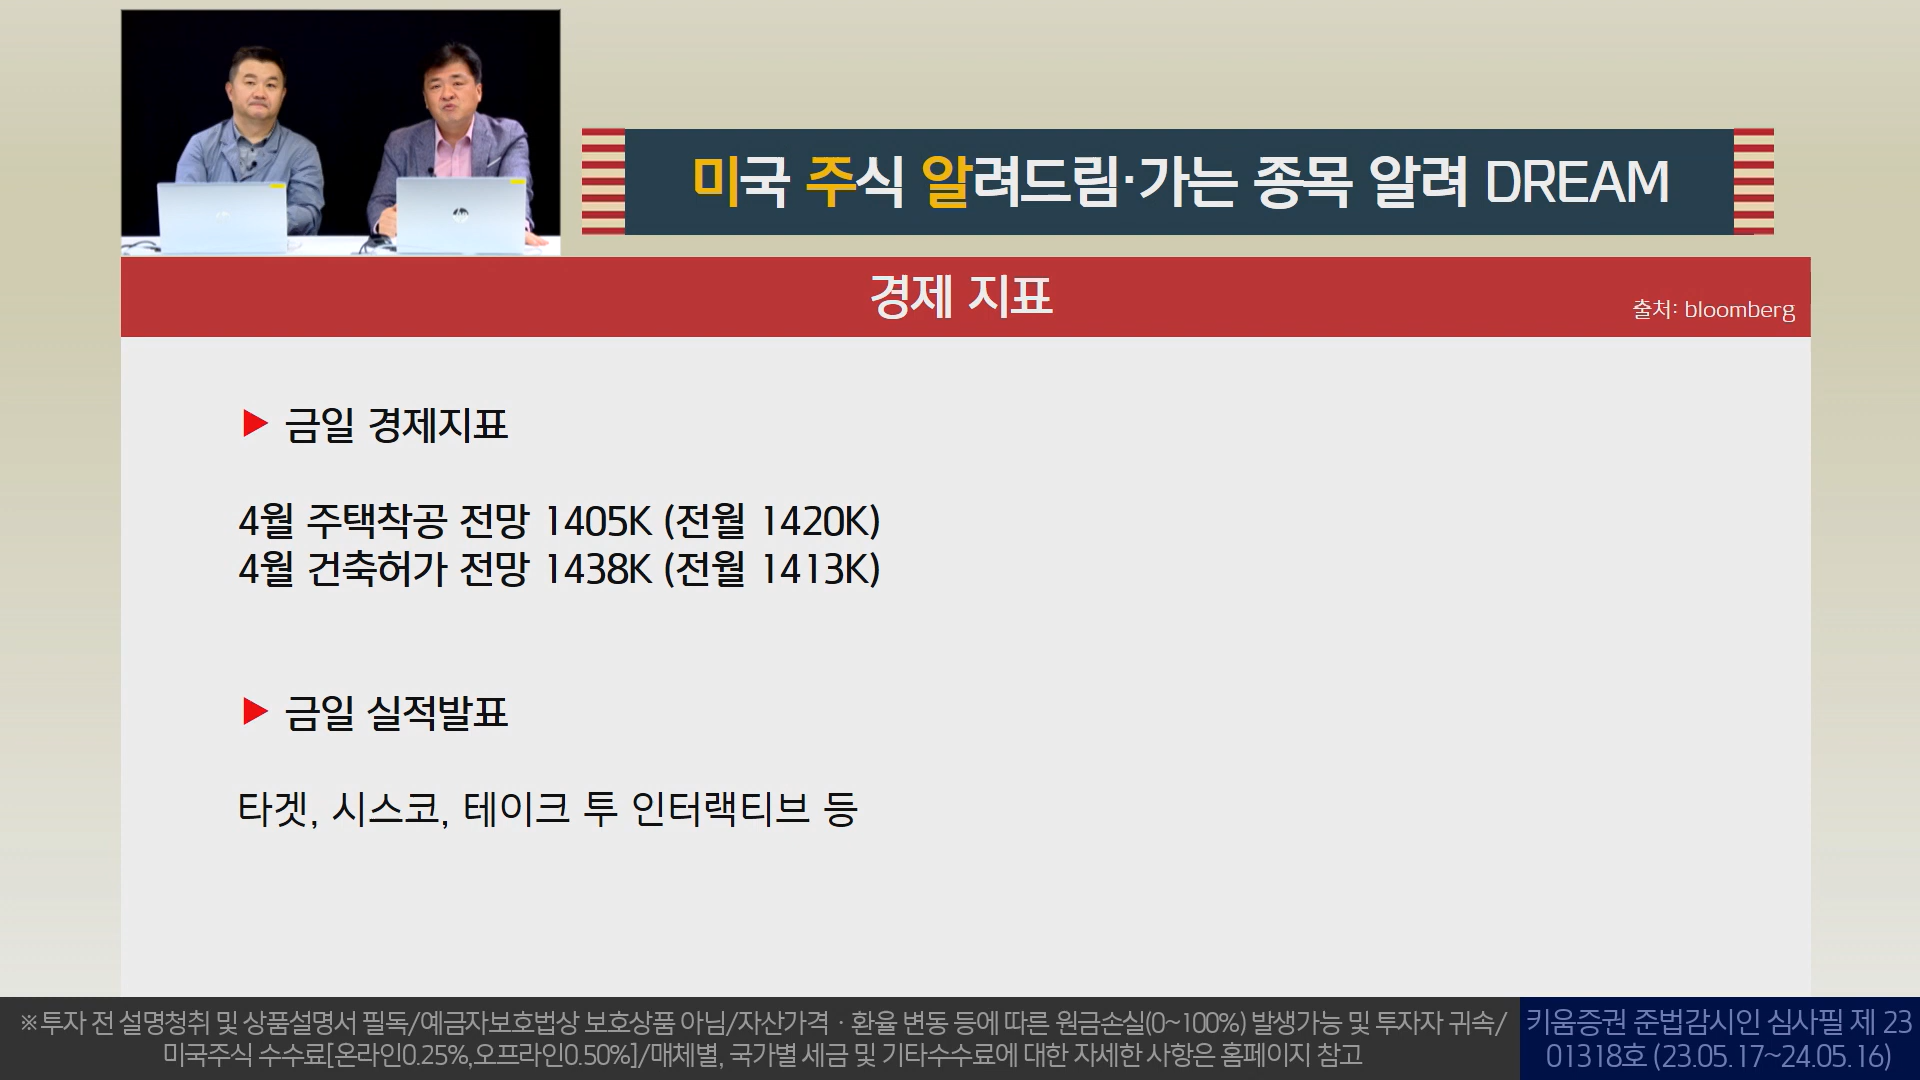 미국 주식 알려드림·가는 종목 알려 DREAM
경제 지표
출처: bloomberg
▶ 금일 경제지표
4월 주택착공 전망 1405K (전월 1420K)
4월 건축허가 전망 1438K (전월 1413K)
▶ 금일 실적발표
타겟, 시스코, 테이크 투 인터랙티브 등
※투자 전 설명청취 및 상품설명서 필독/예금자보호법상 보호상품 아님/자산가격 · 환율 변동 등에 따른 원금손실(0~100%) 발생가능 및 투자자 귀속/
미국주식 수수료[온라인0.25%,오프라인0.50%]/매체별, 국가별 세금 및 기타수수료에 대한 자세한 사항은 홈페이지 참고
키움증권 준법감시인 심사필 제 23
01318호 (23.05.17~24.05.16)